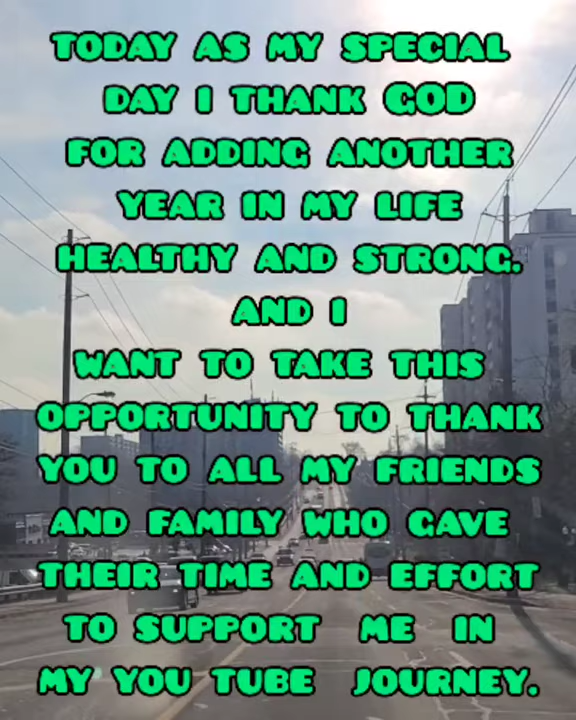 TODAY AS MY SPECIAL
DAY I THANK GOD
FOR ADDING ANOTHER
YEAR IN MY LIFE
HEALTHY AND STRONG.
AND I
WANT TO TAKE THIS
OPPORTUNITY TO THANK
YOU TO ALL MY FRIENDS
AND FAMILY WHO GAVE
THEIR TIME AND EFFORT
TO SUPPORT ME IN
MY YOU TUBE JOURNEY.